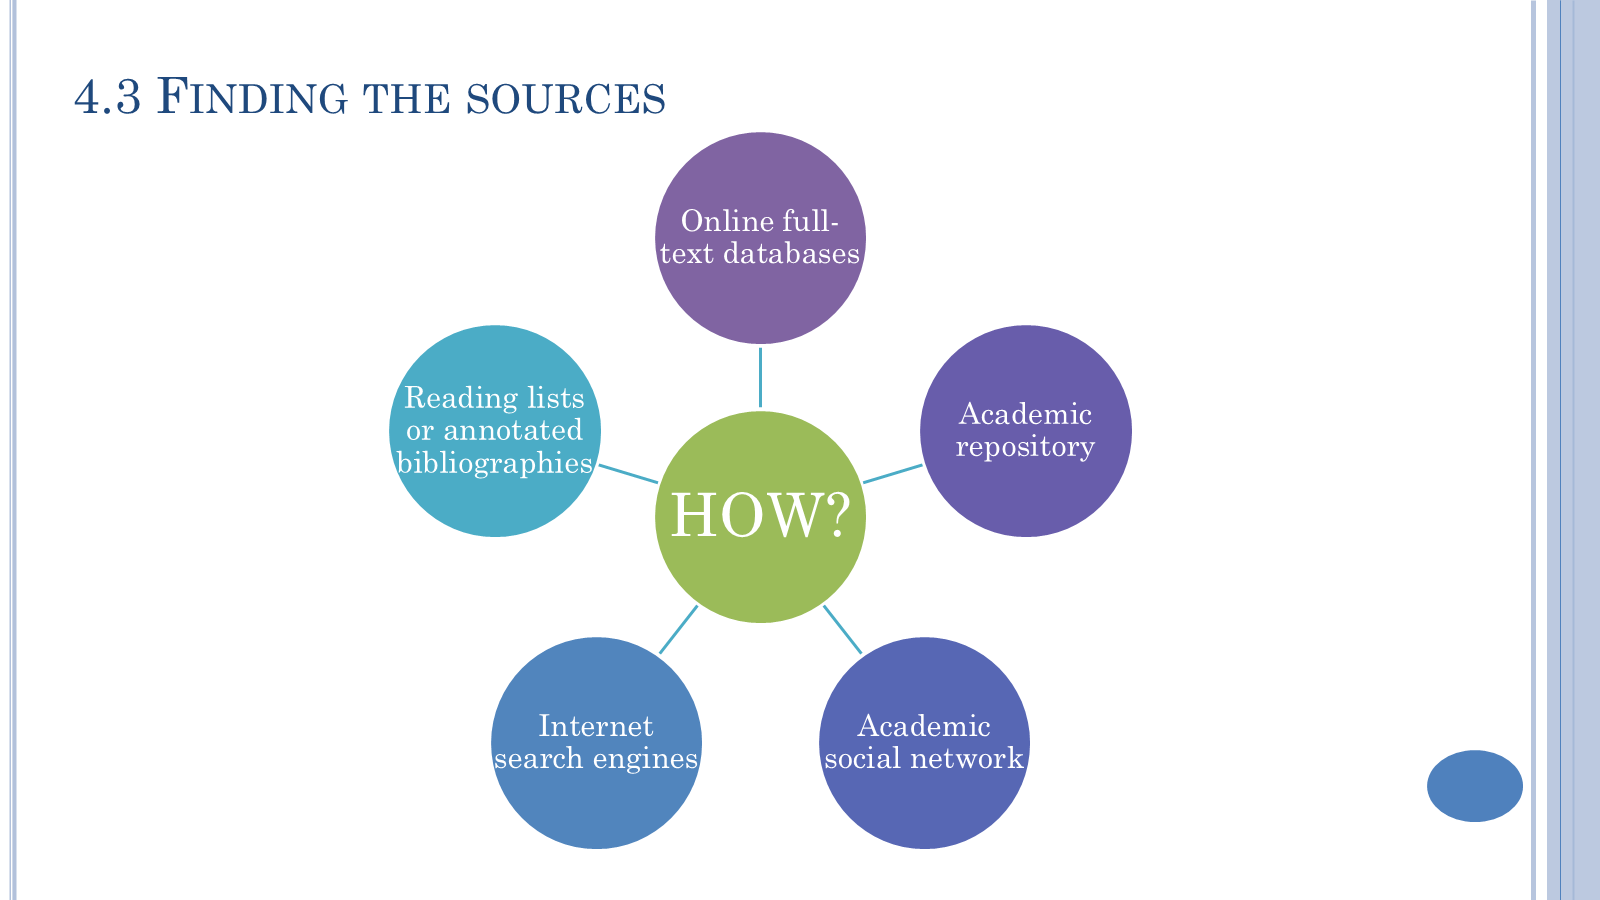 4.3 Finding the sources
Online full-
text databases
Reading lists
or annotated
bibliographies
Academic
repository
HOW?
Internet
search engines
Academic
social network